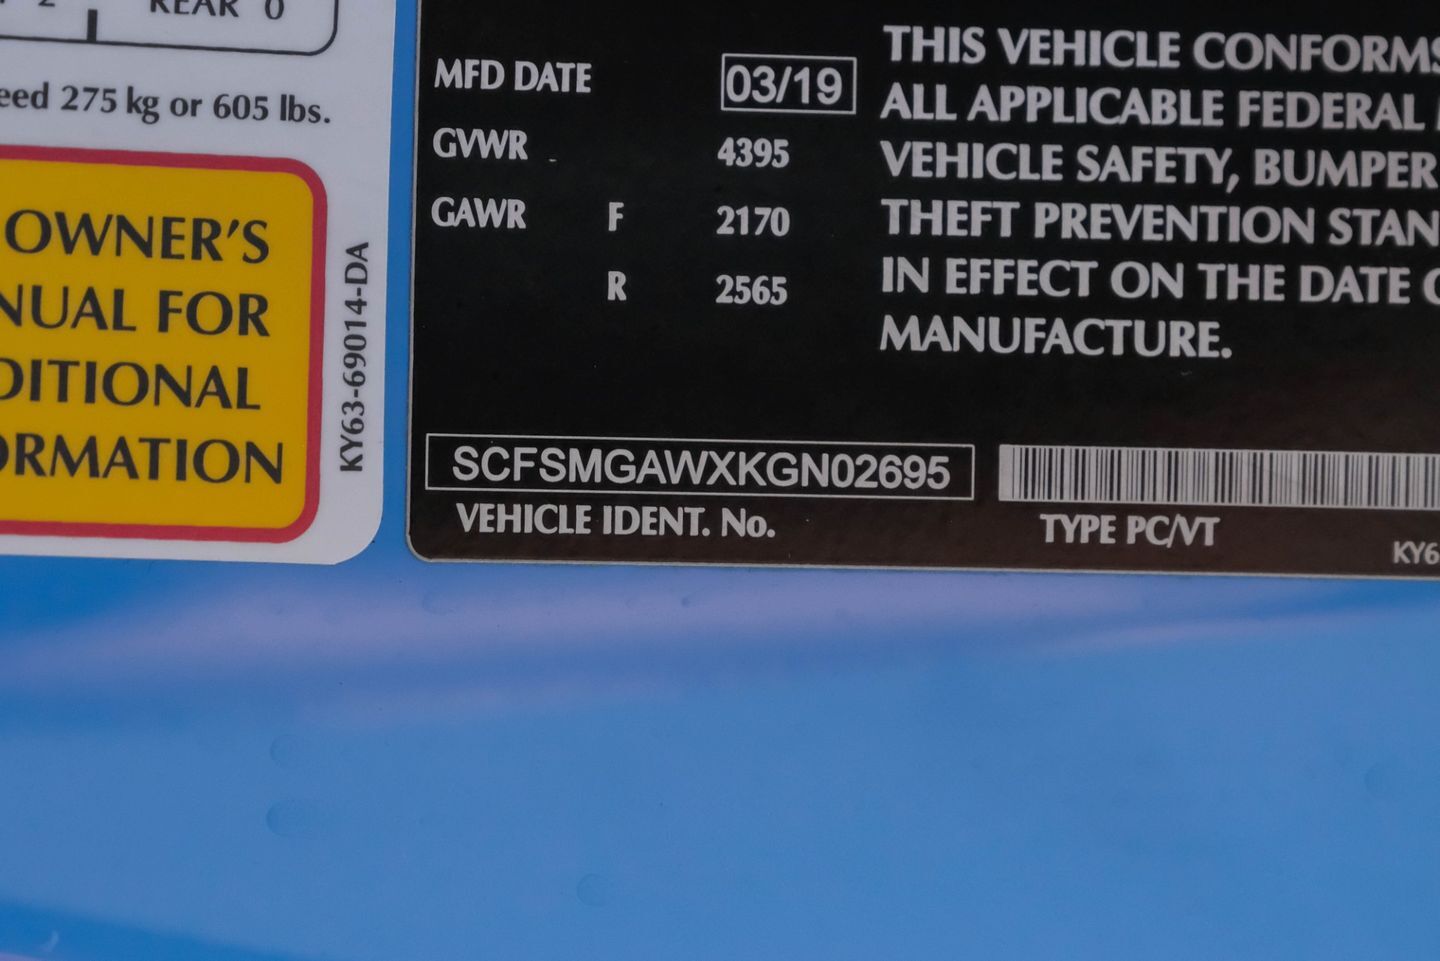 REAR 0
eed 275 kg or 605 lbs.
OWNER'S
NUAL FOR
DITIONAL
ORMATION
KY63-69014-DA
MFD DATE 03/19
GVWR 4395
GAWR F 2170
R 2565
THIS VEHICLE CONFORMS
ALL APPLICABLE FEDERAL
VEHICLE SAFETY, BUMPER
THEFT PREVENTION STAN
IN EFFECT ON THE DATE O
MANUFACTURE.
SCFSMGAWXKGN02695
VEHICLE IDENT. No.
TYPE PC/VT
KY6